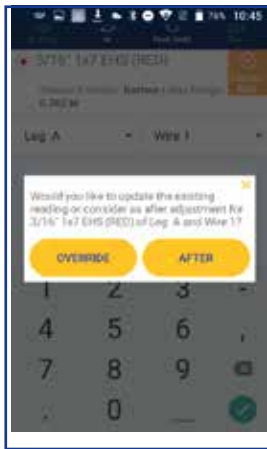 76% 10:45
3/16" 1x7 EHS (RED)
Leg A Wire 1
Would you like to update the existing
reading or consider as after adjustment for
3/16" 1x7 EHS (RED) of Leg A and Wire 1?
OVERRIDE AFTER
1 2 3 -
4 5 6 ,
7 8 9
. 0